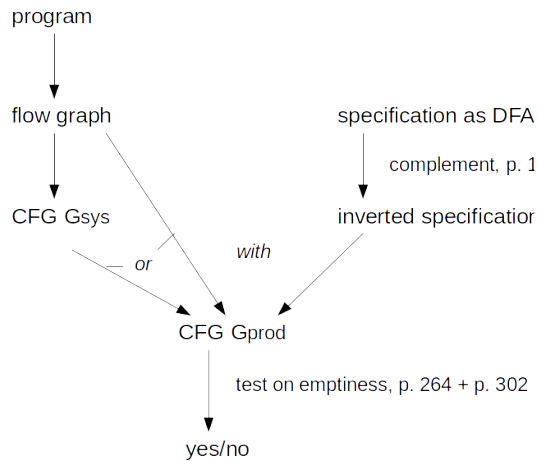 program
flow graph
specification as DFA
complement, p. 1
CFG Gsys
inverted specification
or
with
CFG Gprod
test on emptiness, p. 264 + p. 302
yes/no